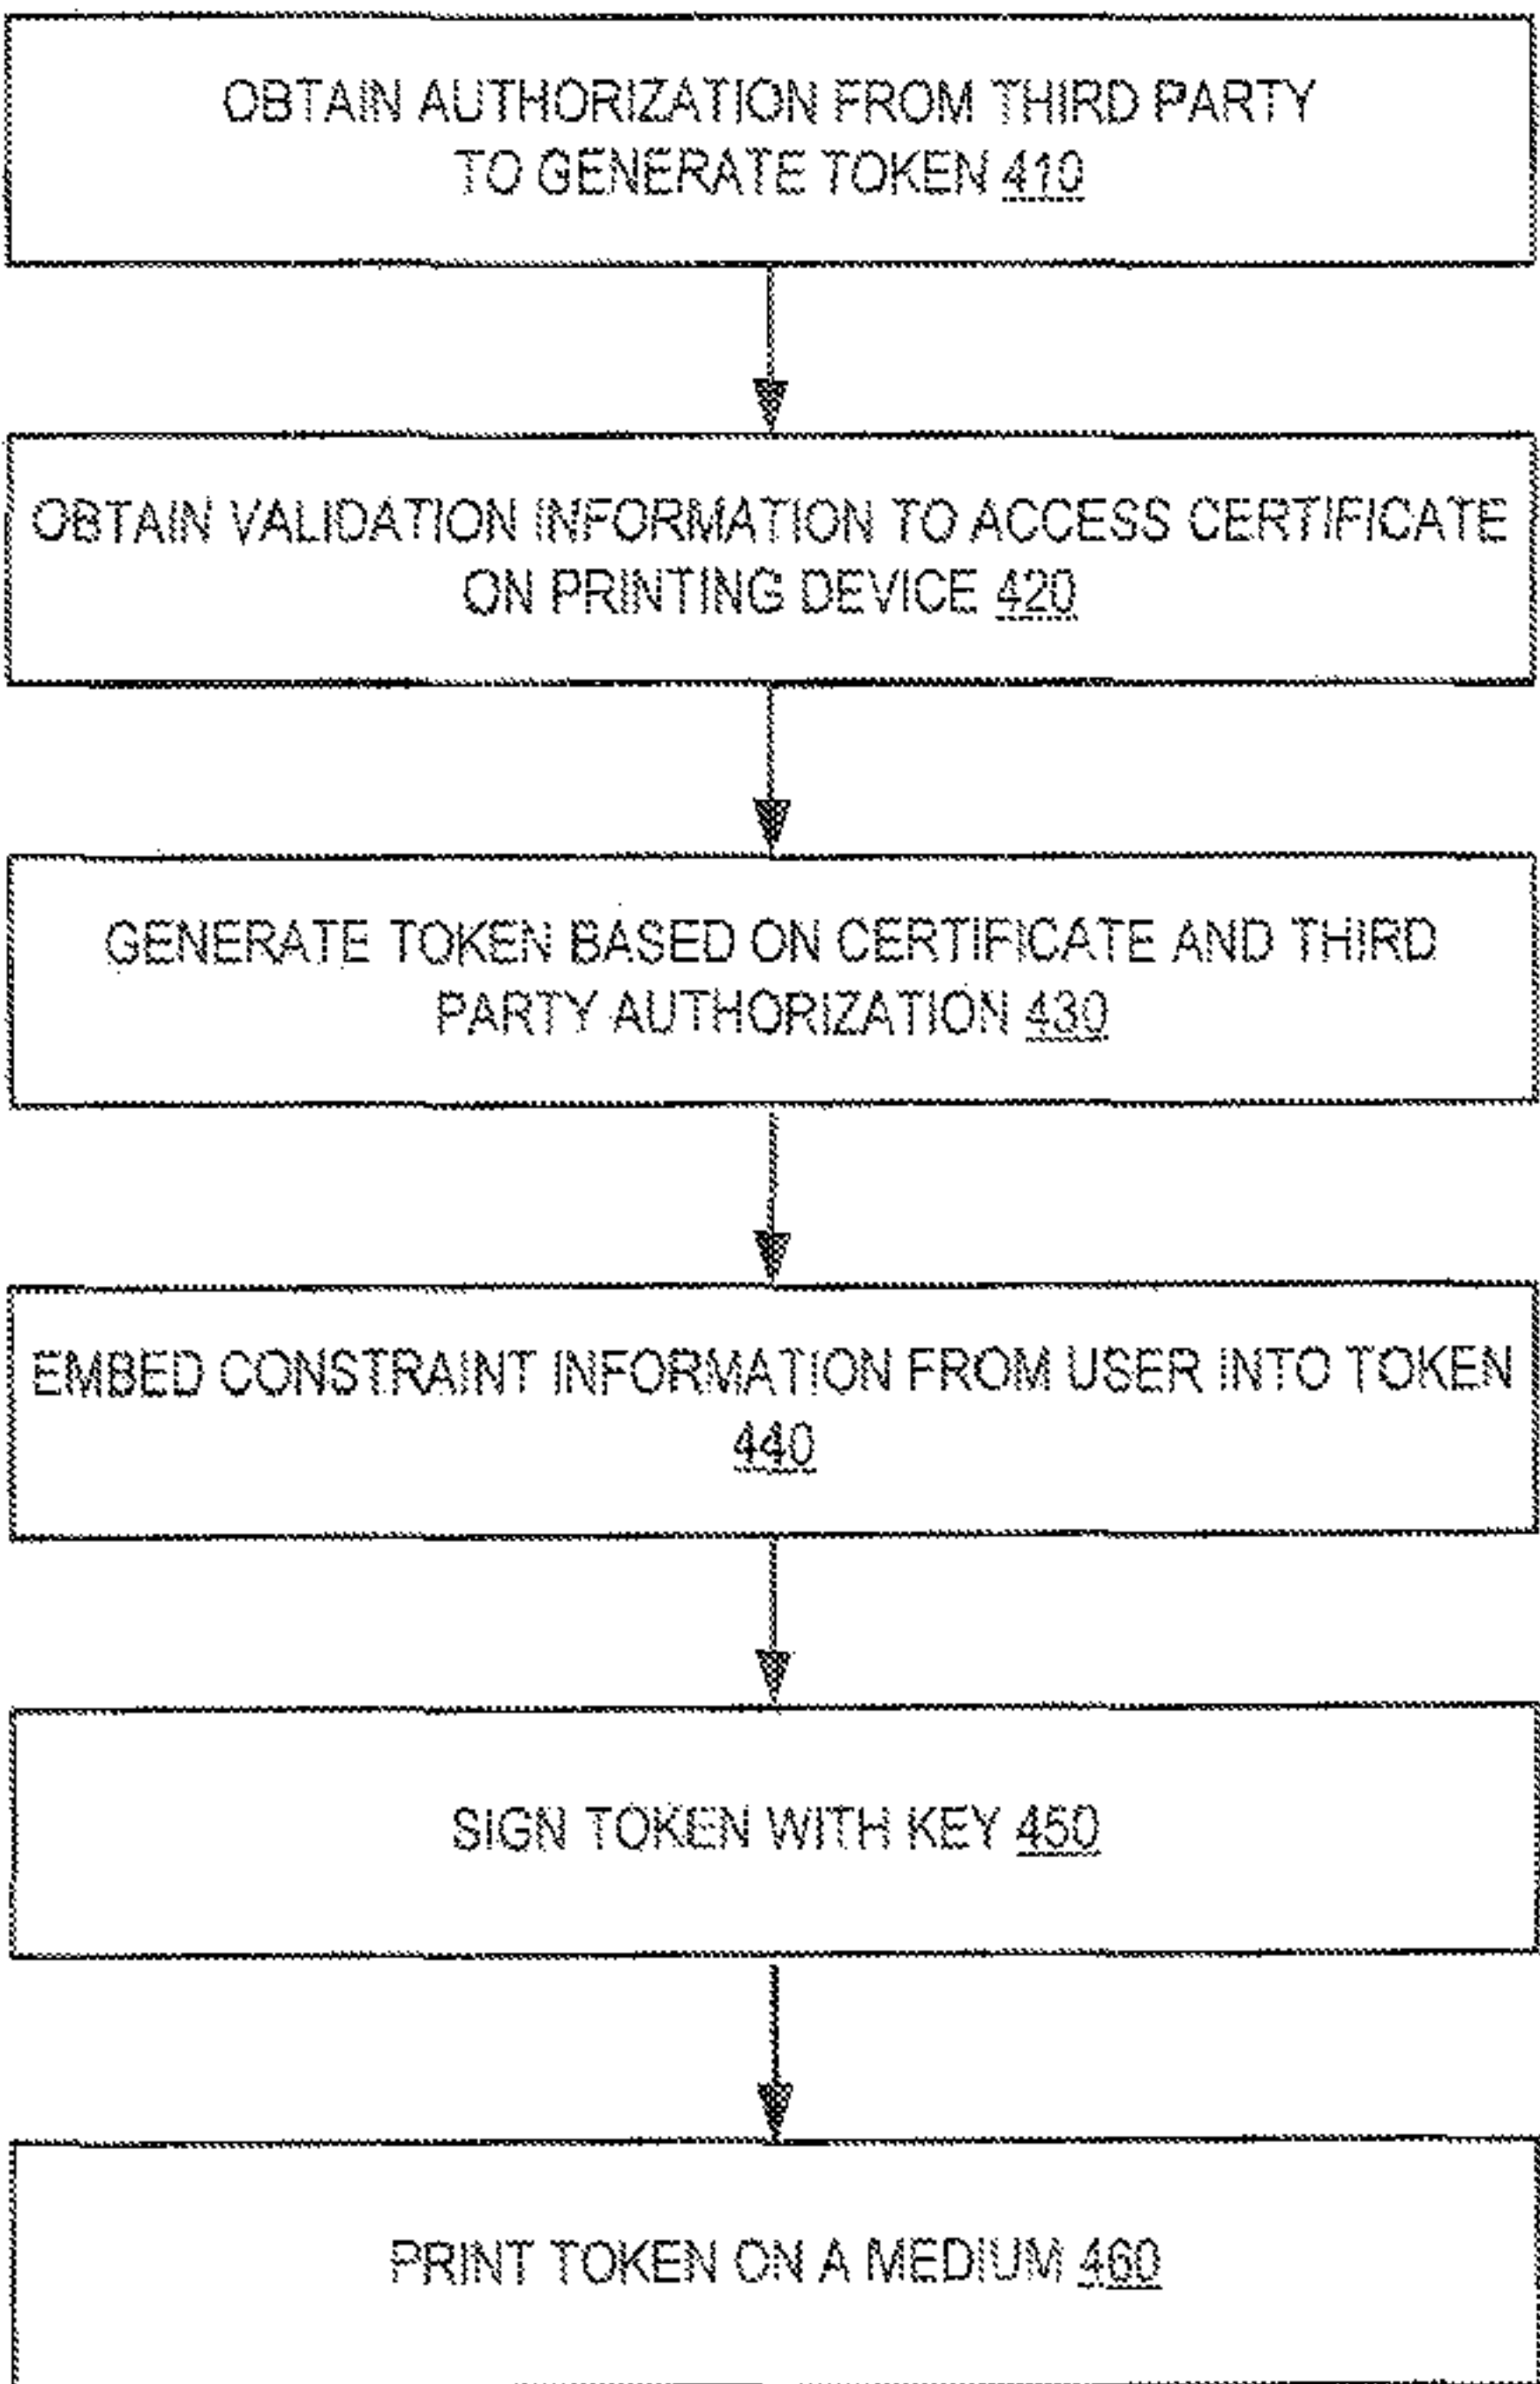 OBTAIN AUTHORIZATION FROM THIRD PARTY
TO GENERATE TOKEN 410
OBTAIN VALIDATION INFORMATION TO ACCESS CERTIFICATE
ON PRINTING DEVICE 420
GENERATE TOKEN BASED ON CERTIFICATE AND THIRD
PARTY AUTHORIZATION 430
EMBED CONSTRAINT INFORMATION FROM USER INTO TOKEN
440
SIGN TOKEN WITH KEY 450
PRINT TOKEN ON A MEDIUM 460